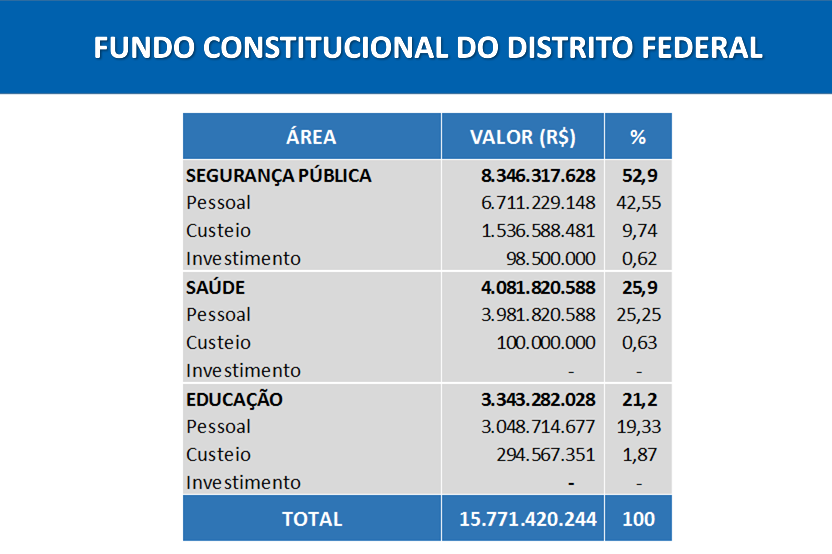 FUNDO CONSTITUCIONAL DO DISTRITO FEDERAL
ÁREA VALOR (R$) %
SEGURANÇA PÚBLICA 8.346.317.628 52,9
Pessoal 6.711.229.148 42,55
Custeio 1.536.588.481 9,74
Investimento 98.500.000 0,62
SAÚDE 4.081.820.588 25,9
Pessoal 3.981.820.588 25,25
Custeio 100.000.000 0,63
Investimento - -
EDUCAÇÃO 3.343.282.028 21,2
Pessoal 3.048.714.677 19,33
Custeio 294.567.351 1,87
Investimento - -
TOTAL 15.771.420.244 100